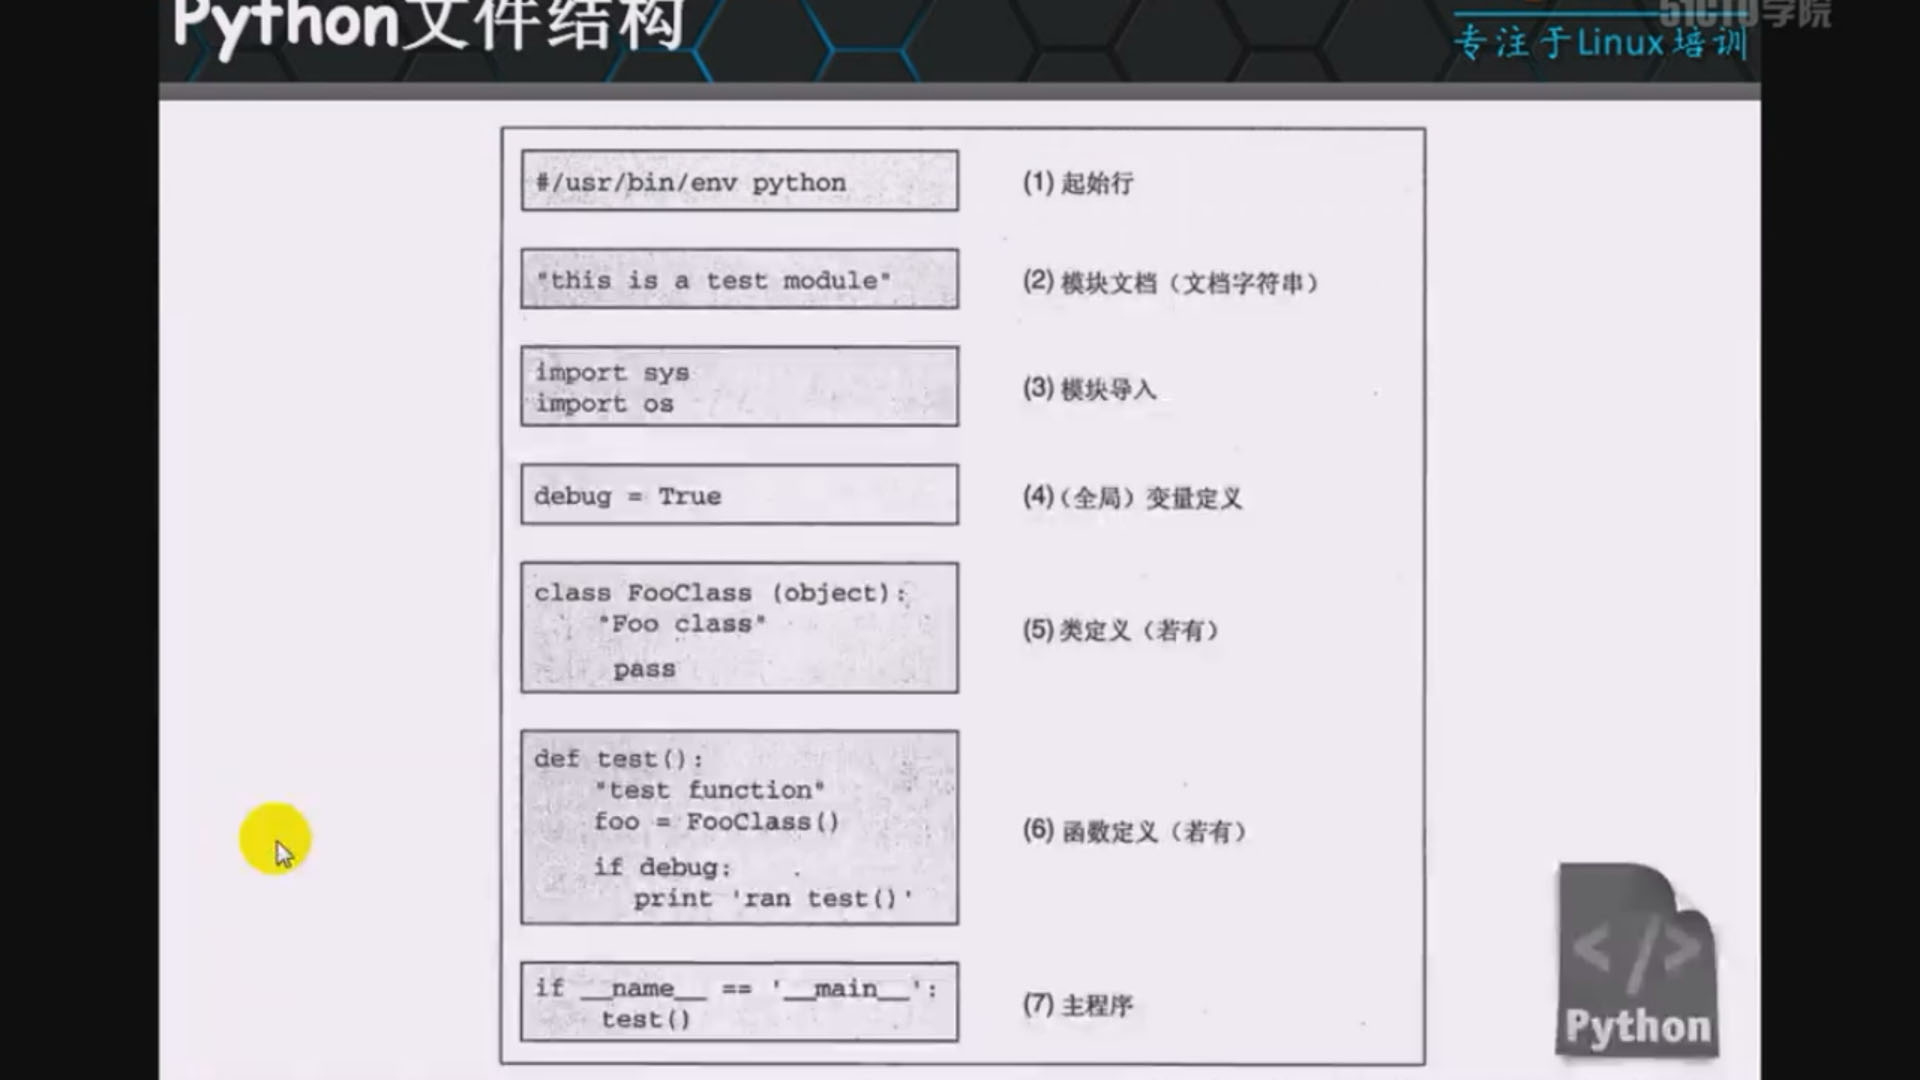 Python文件结构
51CTO学院
专注于Linux培训
#/usr/bin/env python
(1) 起始行
"this is a test module"
(2) 模块文档（文档字符串）
import sys
import os
(3) 模块导入
debug = True
(4)（全局）变量定义
class FooClass (object):
"Foo class"
pass
(5) 类定义（若有）
def test():
"test function"
foo = FooClass()
if debug:
print 'ran test()'
(6) 函数定义（若有）
if __name__ == '__main__':
test()
(7) 主程序
</>
Python